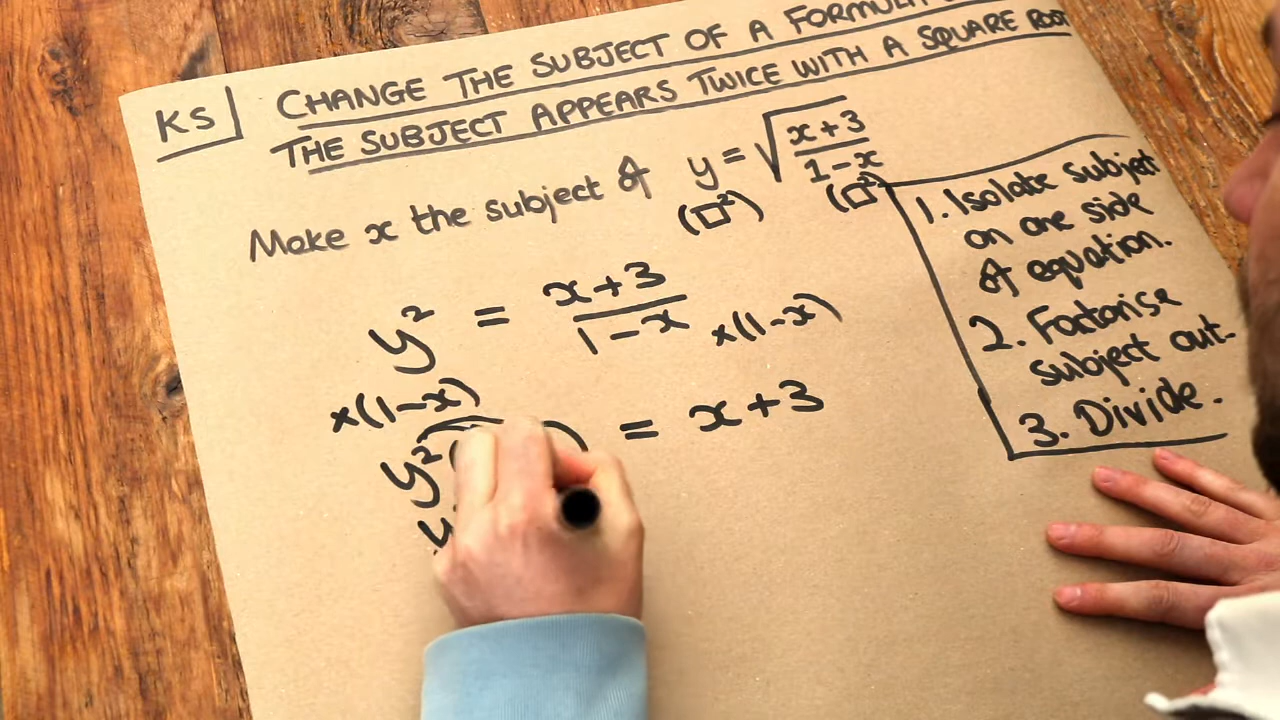 KS
CHANGE THE SUBJECT OF A FORMULA
THE SUBJECT APPEARS TWICE WITH A SQUARE ROOT
Make x the subject of y = √((x+3)/(1-x))
(□²) (□²)
y² = (x+3)/(1-x) ×(1-x)
×(1-x)
y² = x+3
y
1. Isolate subject
on one side
of equation.
2. Factorise
subject out.
3. Divide.